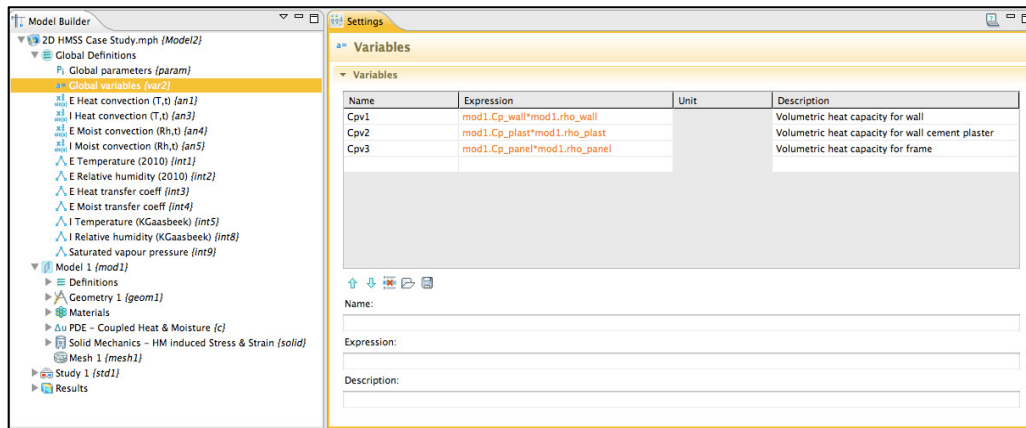 Model Builder
2D HMSS Case Study.mph {Model2}
Global Definitions
Pi Global parameters {param}
a= Global variables {var2}
E Heat convection (T,t) {an1}
I Heat convection (T,t) {an3}
E Moist convection (Rh,t) {an4}
I Moist convection (Rh,t) {an5}
E Temperature (2010) {int1}
E Relative humidity (2010) {int2}
E Heat transfer coeff {int3}
E Moist transfer coeff {int4}
I Temperature (KGaasbeek) {int5}
I Relative humidity (KGaasbeek) {int8}
Saturated vapour pressure {int9}
Model 1 {mod1}
Definitions
Geometry 1 {geom1}
Materials
Δu PDE - Coupled Heat & Moisture {c}
Solid Mechanics - HM induced Stress & Strain {solid}
Mesh 1 {mesh1}
Study 1 {std1}
Results
Settings
a= Variables
Variables
Name Expression Unit Description
Cpv1 mod1.Cp_wall*mod1.rho_wall Volumetric heat capacity for wall
Cpv2 mod1.Cp_plast*mod1.rho_plast Volumetric heat capacity for wall cement plaster
Cpv3 mod1.Cp_panel*mod1.rho_panel Volumetric heat capacity for frame
Name:
Expression:
Description: